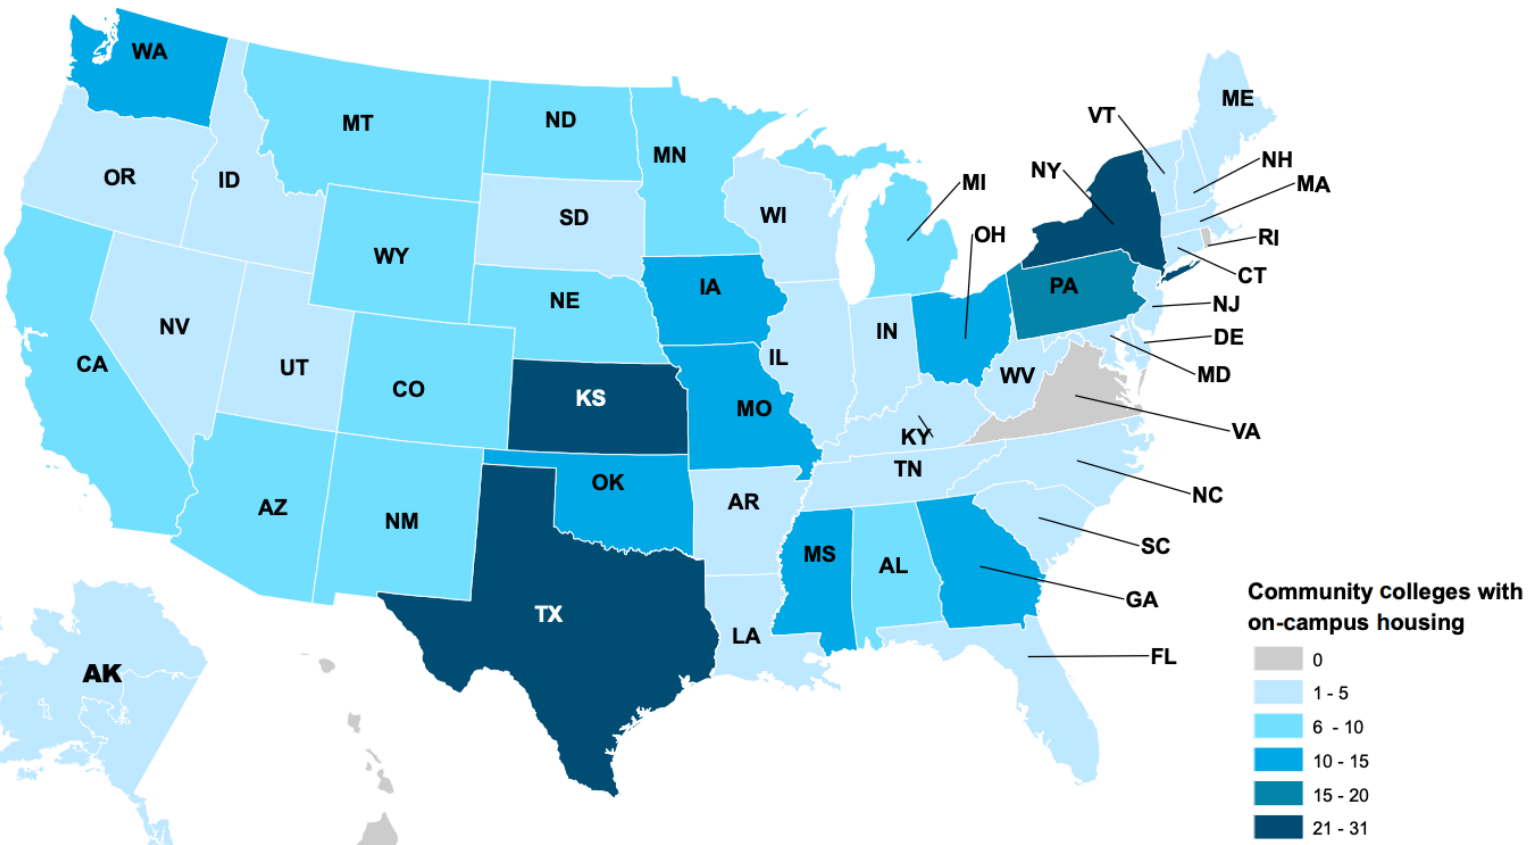 WA
MT
ND
MN
OR
ID
SD
WI
WY
MI
OH
NY
VT
ME
NH
MA
RI
CT
NJ
DE
MD
VA
NC
SC
GA
FL
PA
IA
NE
NV
UT
CA
CO
KS
MO
IL
IN
WV
KY
TN
AZ
NM
OK
AR
MS
AL
TX
LA
AK
Community colleges with
on-campus housing
0
1 - 5
6 - 10
10 - 15
15 - 20
21 - 31